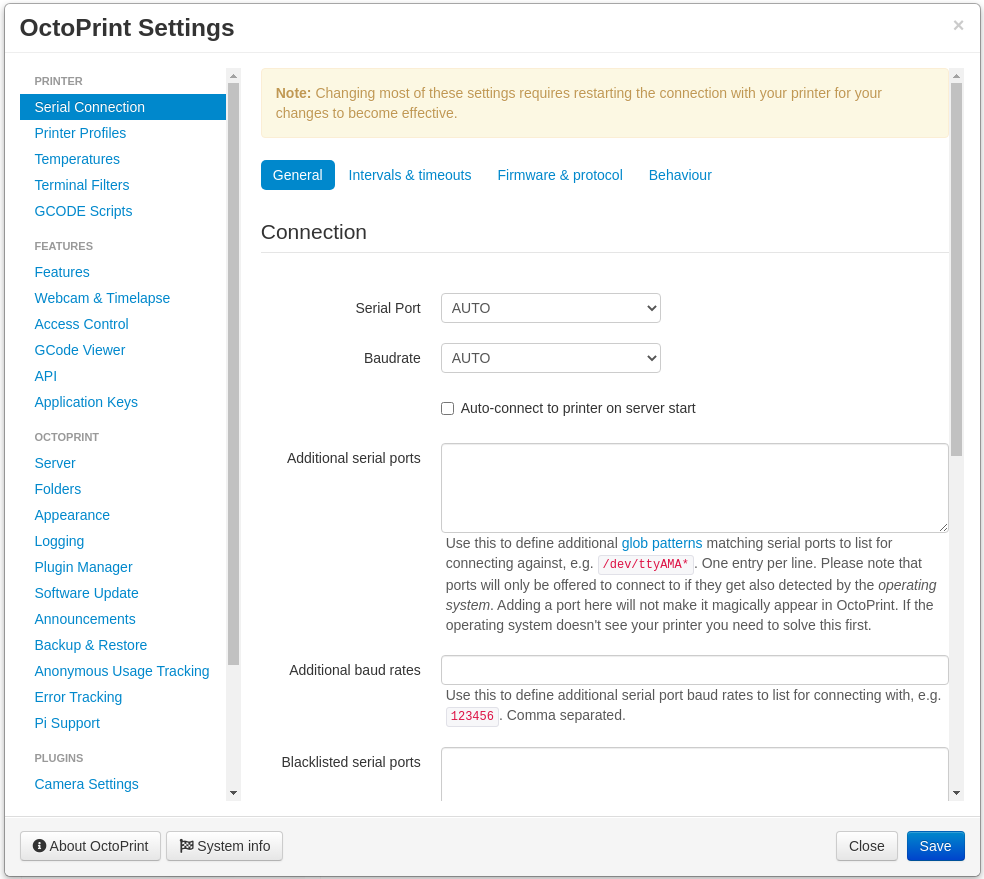 OctoPrint Settings
×
PRINTER
Serial Connection
Printer Profiles
Temperatures
Terminal Filters
GCODE Scripts
FEATURES
Features
Webcam & Timelapse
Access Control
GCode Viewer
API
Application Keys
OCTOPRINT
Server
Folders
Appearance
Logging
Plugin Manager
Software Update
Announcements
Backup & Restore
Anonymous Usage Tracking
Error Tracking
Pi Support
PLUGINS
Camera Settings
Note: Changing most of these settings requires restarting the connection with your printer for your
changes to become effective.
General Intervals & timeouts Firmware & protocol Behaviour
Connection
Serial Port AUTO
Baudrate AUTO
Auto-connect to printer on server start
Additional serial ports
Use this to define additional glob patterns matching serial ports to list for
connecting against, e.g. /dev/ttyAMA*. One entry per line. Please note that
ports will only be offered to connect to if they get also detected by the operating
system. Adding a port here will not make it magically appear in OctoPrint. If the
operating system doesn't see your printer you need to solve this first.
Additional baud rates
Use this to define additional serial port baud rates to list for connecting with, e.g.
123456. Comma separated.
Blacklisted serial ports
About OctoPrint System info Close Save